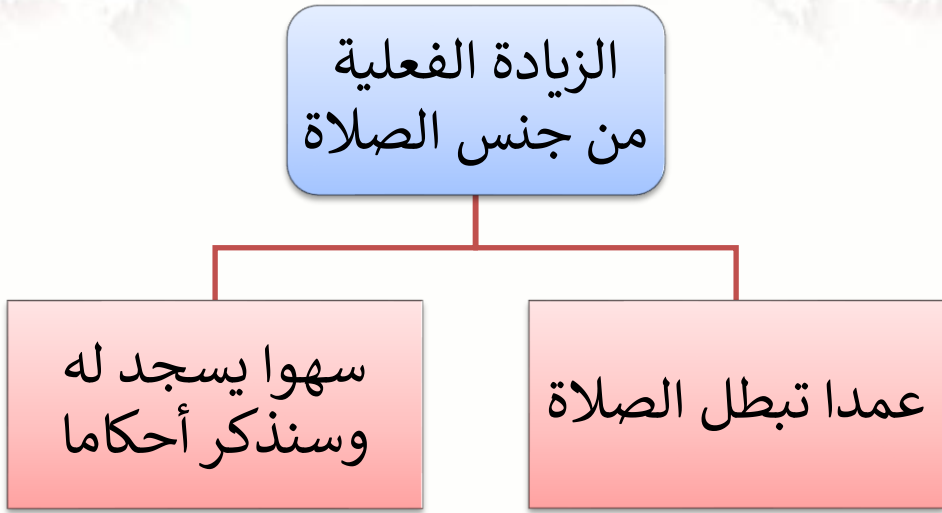 الزيادة الفعلية
من جنس الصلاة
عمدا تبطل الصلاة
سهوا يسجد له
وسنذكر أحكاما